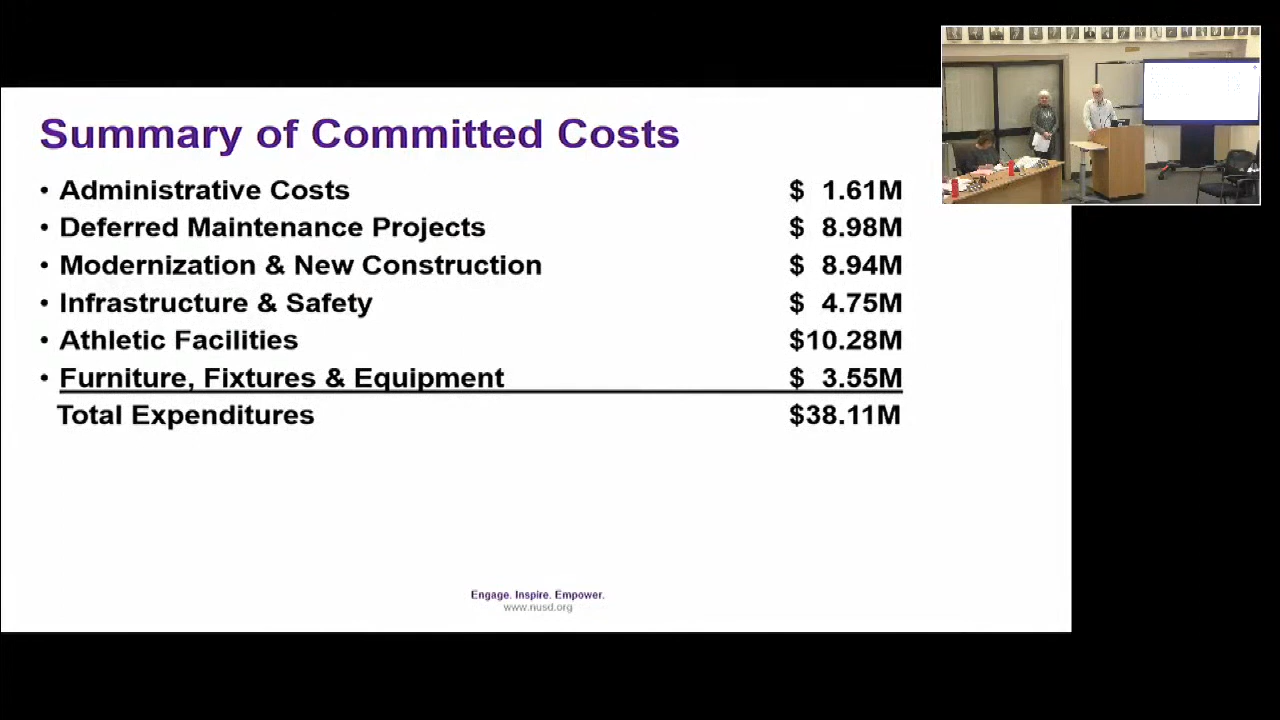 Summary of Committed Costs
• Administrative Costs $ 1.61M
• Deferred Maintenance Projects $ 8.98M
• Modernization & New Construction $ 8.94M
• Infrastructure & Safety $ 4.75M
• Athletic Facilities $10.28M
• Furniture, Fixtures & Equipment $ 3.55M
Total Expenditures $38.11M
Engage. Inspire. Empower.
www.nusd.org